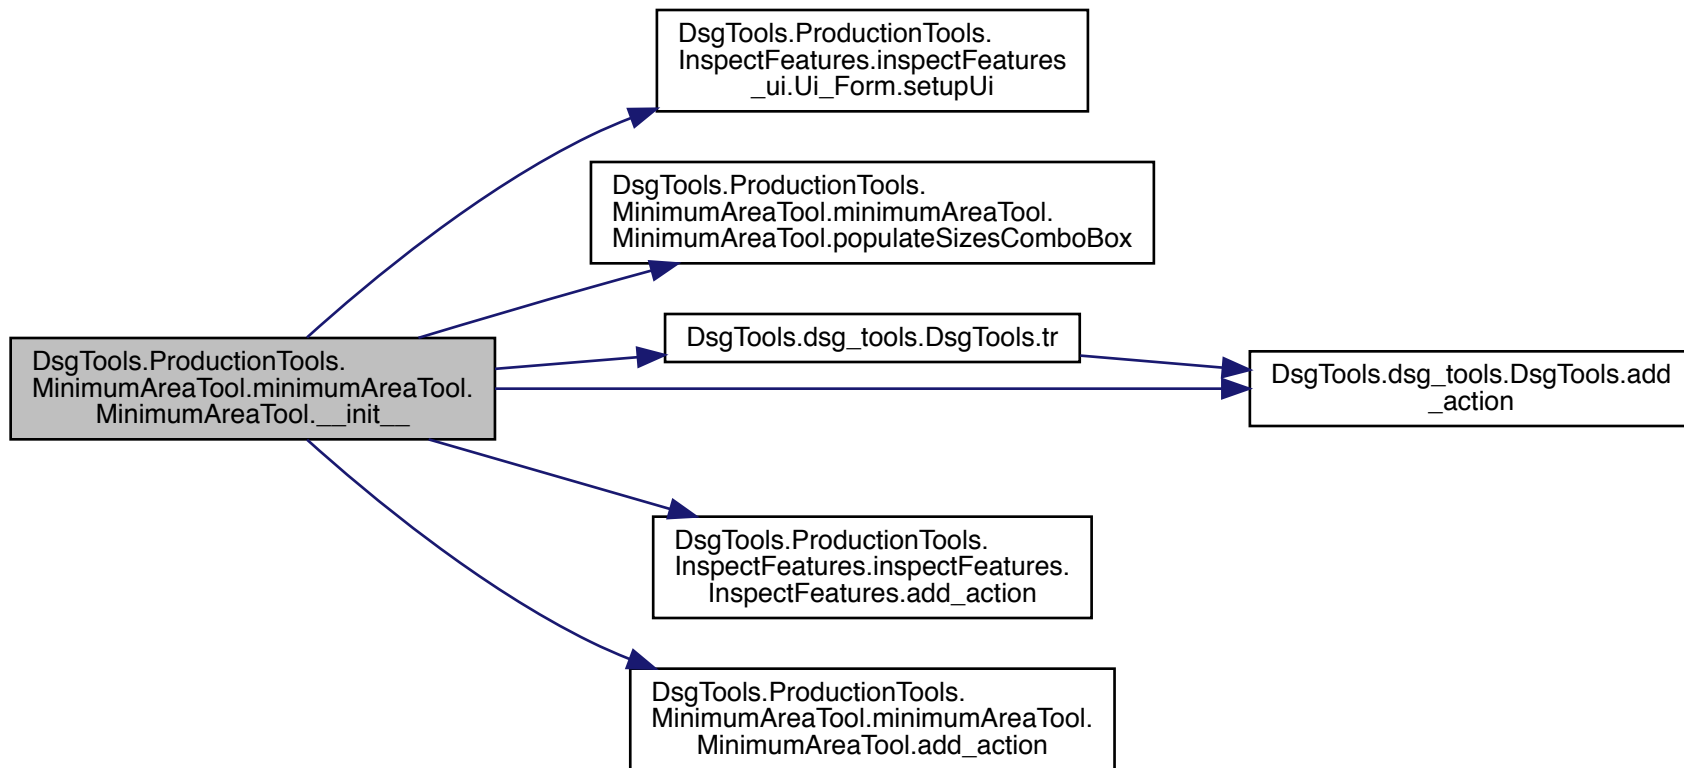 DsgTools.ProductionTools.
InspectFeatures.inspectFeatures
_ui.Ui_Form.setupUi
DsgTools.ProductionTools.
MinimumAreaTool.minimumAreaTool.
MinimumAreaTool.populateSizesComboBox
DsgTools.dsg_tools.DsgTools.tr
DsgTools.ProductionTools.
MinimumAreaTool.minimumAreaTool.
MinimumAreaTool.__init__
DsgTools.dsg_tools.DsgTools.add
_action
DsgTools.ProductionTools.
InspectFeatures.inspectFeatures.
InspectFeatures.add_action
DsgTools.ProductionTools.
MinimumAreaTool.minimumAreaTool.
MinimumAreaTool.add_action